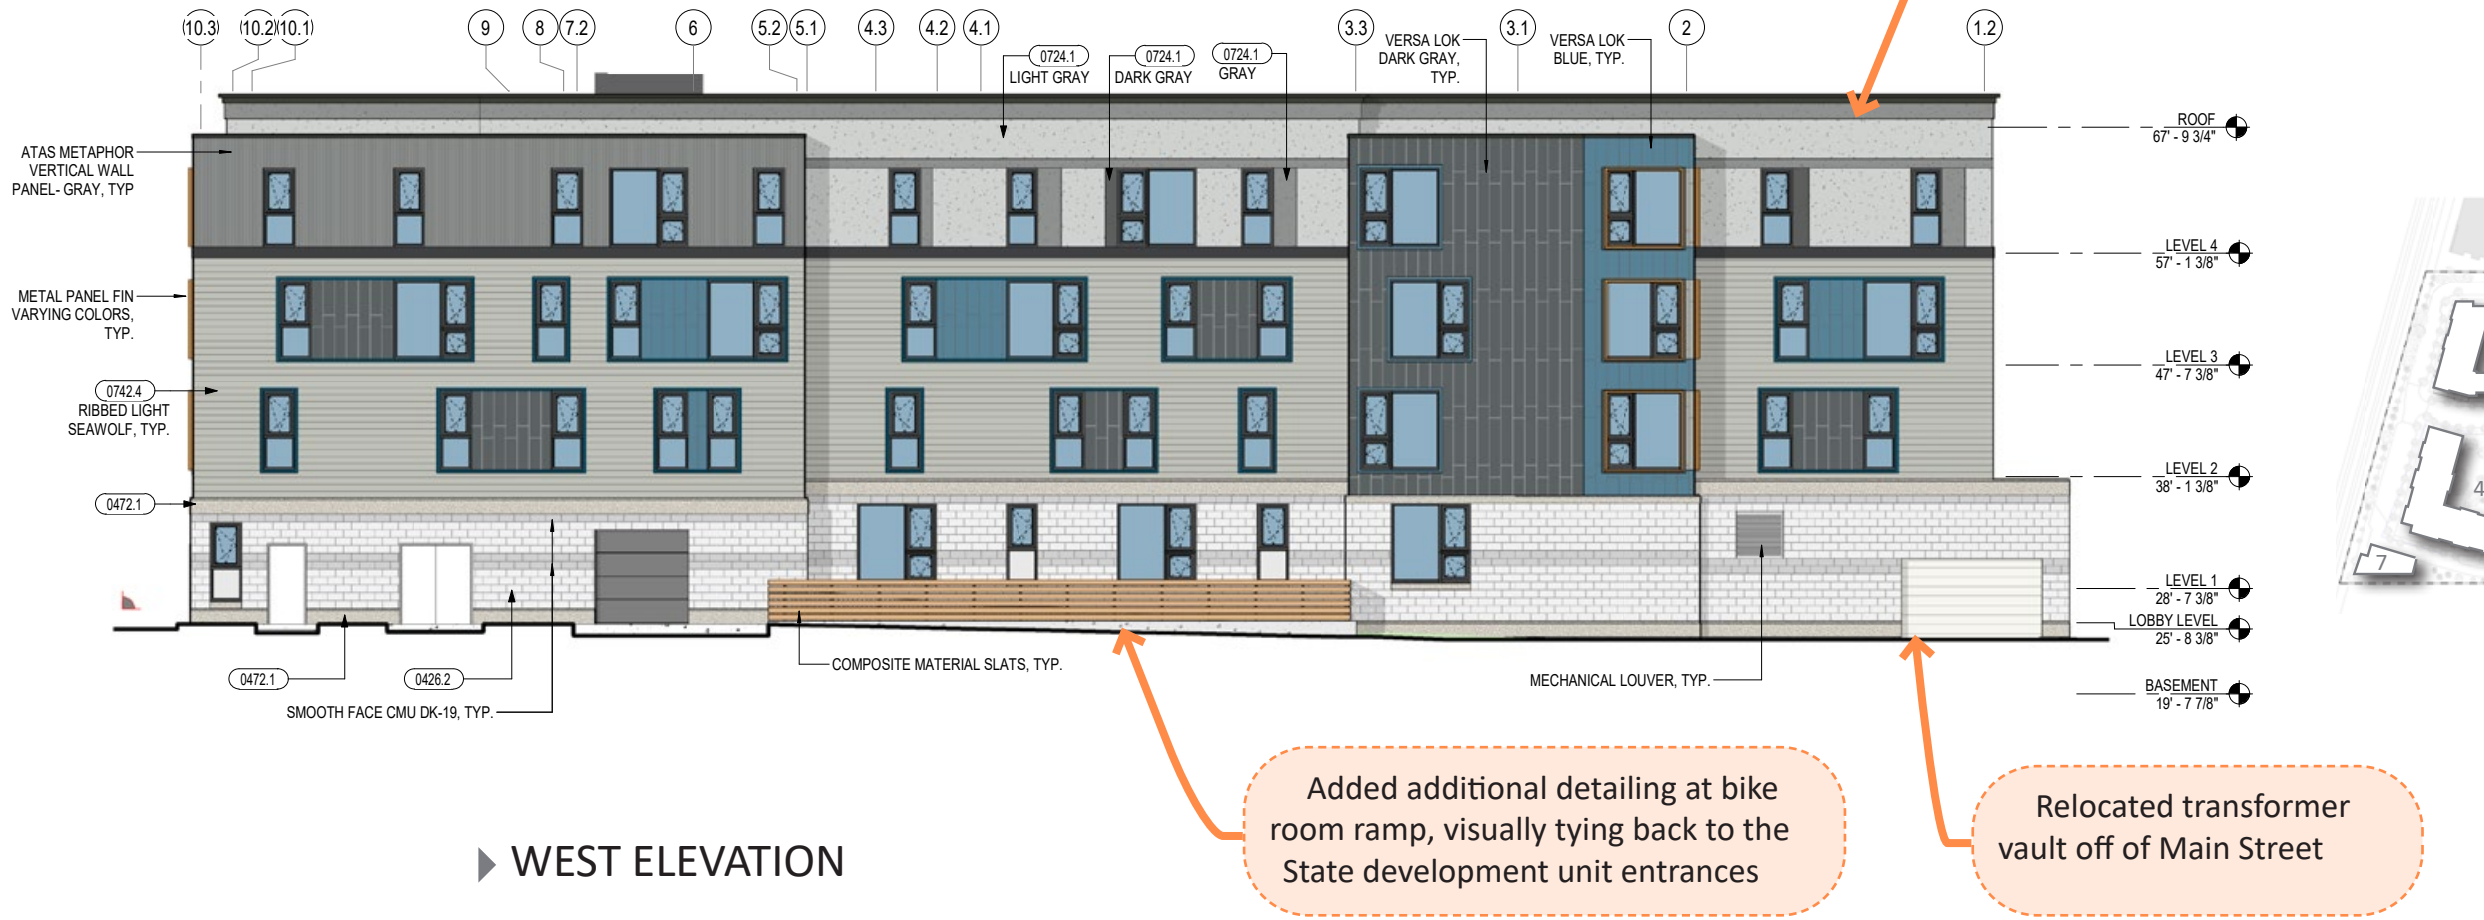 (10.3)
(10.2)
(10.1)
9
8
7.2
6
5.2
5.1
4.3
4.2
4.1
3.3
3.1
2
1.2
0724.1
LIGHT GRAY
0724.1
DARK GRAY
0724.1
GRAY
VERSA LOK
DARK GRAY,
TYP.
VERSA LOK
BLUE, TYP.
ATAS METAPHOR
VERTICAL WALL
PANEL- GRAY, TYP
METAL PANEL FIN
VARYING COLORS,
TYP.
0742.4
RIBBED LIGHT
SEAWOLF, TYP.
0472.1
0472.1
0426.2
SMOOTH FACE CMU DK-19, TYP.
COMPOSITE MATERIAL SLATS, TYP.
MECHANICAL LOUVER, TYP.
ROOF
67' - 9 3/4"
LEVEL 4
57' - 1 3/8"
LEVEL 3
47' - 7 3/8"
LEVEL 2
38' - 1 3/8"
LEVEL 1
28' - 7 3/8"
LOBBY LEVEL
25' - 8 3/8"
BASEMENT
19' - 7 7/8"
4
7
WEST ELEVATION
Added additional detailing at bike
room ramp, visually tying back to the
State development unit entrances
Relocated transformer
vault off of Main Street